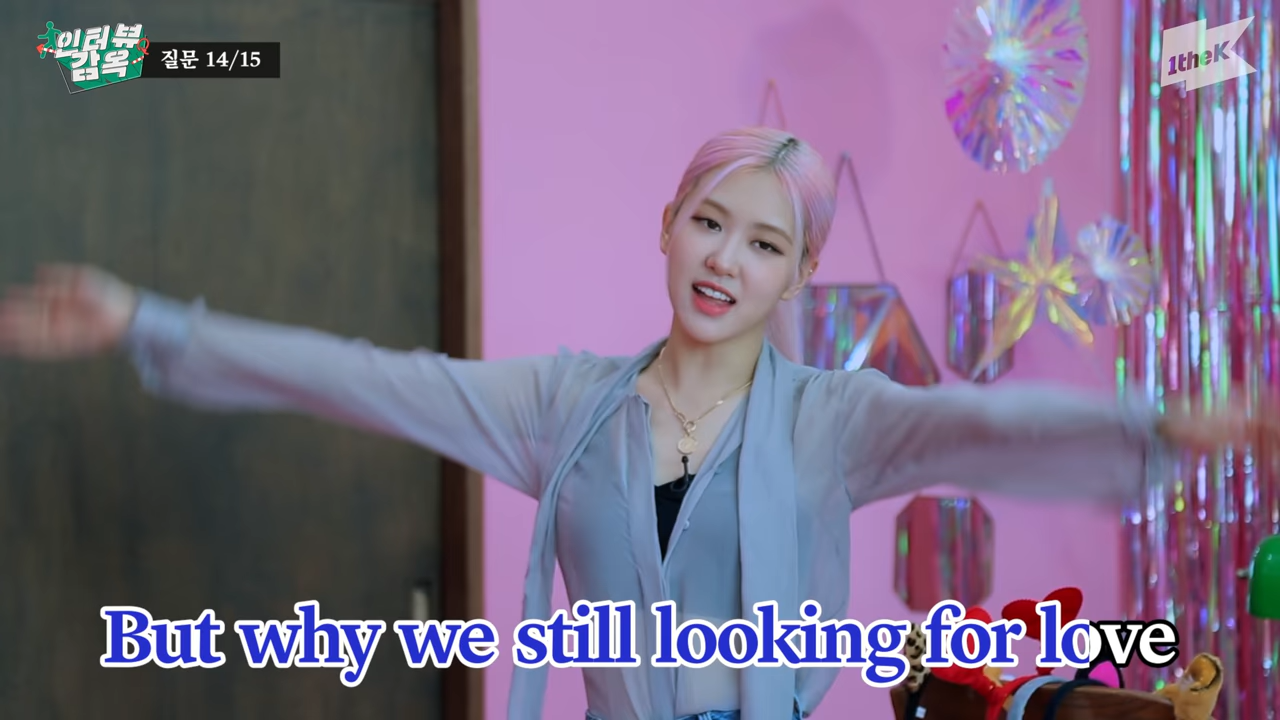 인터뷰
감옥
질문 14/15
1theK
But why we still looking for love